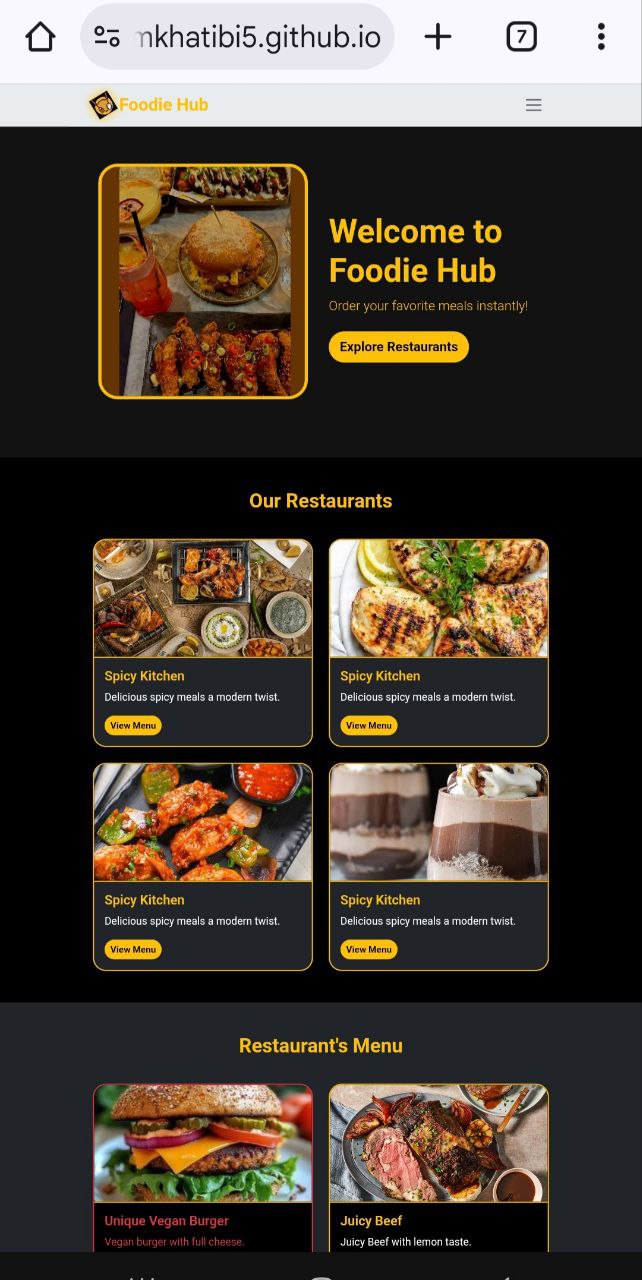 mkhatibi5.github.io
7
Foodie Hub
Welcome to
Foodie Hub
Order your favorite meals instantly!
Explore Restaurants
Our Restaurants
Spicy Kitchen
Delicious spicy meals a modern twist.
View Menu
Spicy Kitchen
Delicious spicy meals a modern twist.
View Menu
Spicy Kitchen
Delicious spicy meals a modern twist.
View Menu
Spicy Kitchen
Delicious spicy meals a modern twist.
View Menu
Restaurant's Menu
Unique Vegan Burger
Vegan burger with full cheese.
Juicy Beef
Juicy Beef with lemon taste.